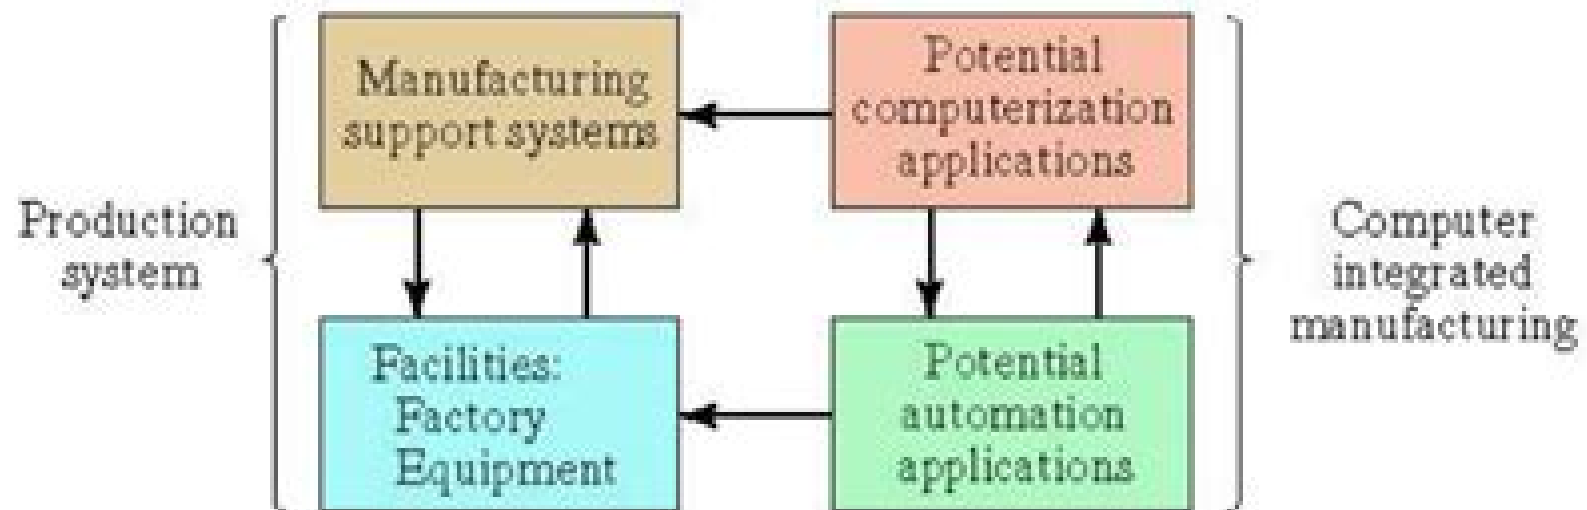 Production
system
Manufacturing
support systems
Potential
computerization
applications
Facilities:
Factory
Equipment
Potential
automation
applications
Computer
integrated
manufacturing